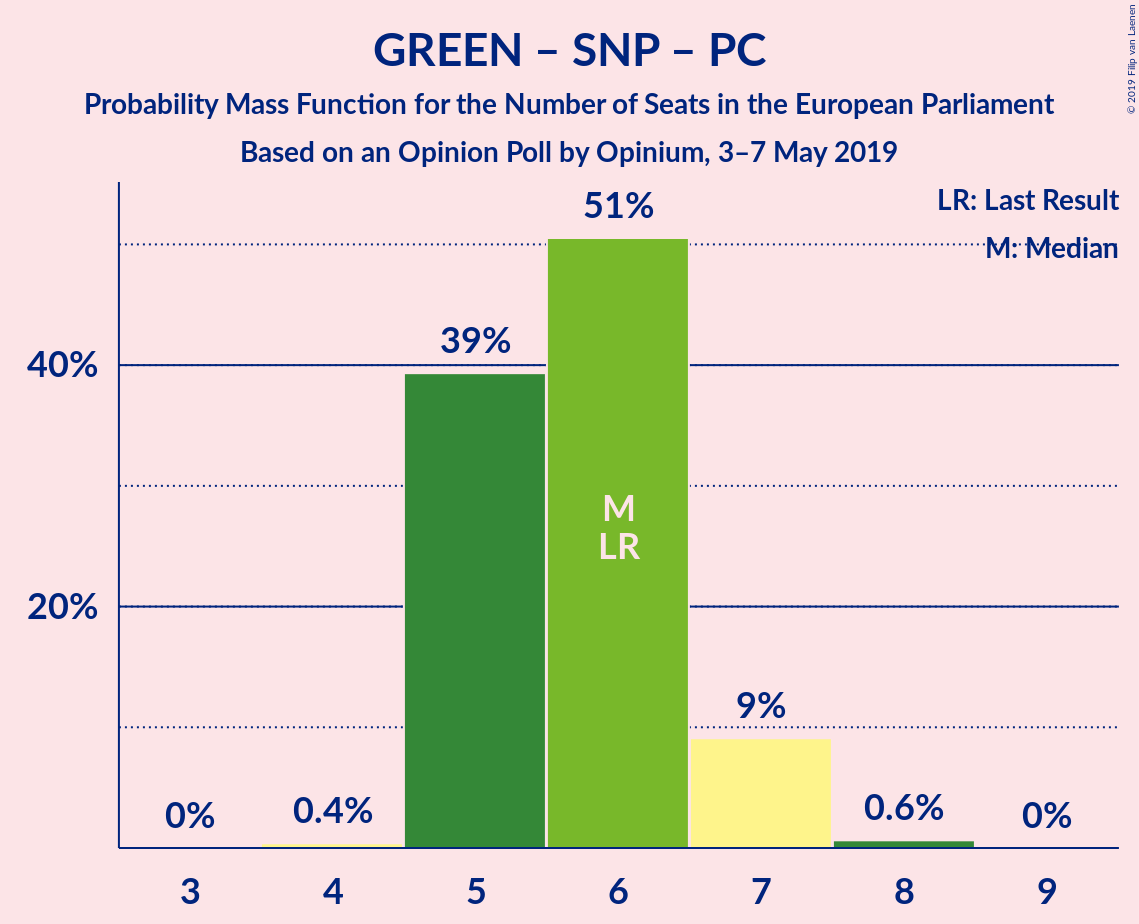 GREEN – SNP – PC
Probability Mass Function for the Number of Seats in the European Parliament
Based on an Opinion Poll by Opinium, 3–7 May 2019
© 2019 Filip van Laenen
LR: Last Result
M: Median
51%
39%
40%
M
LR
20%
9%
0%
0.4%
0.6%
0%
3 4 5 6 7 8 9